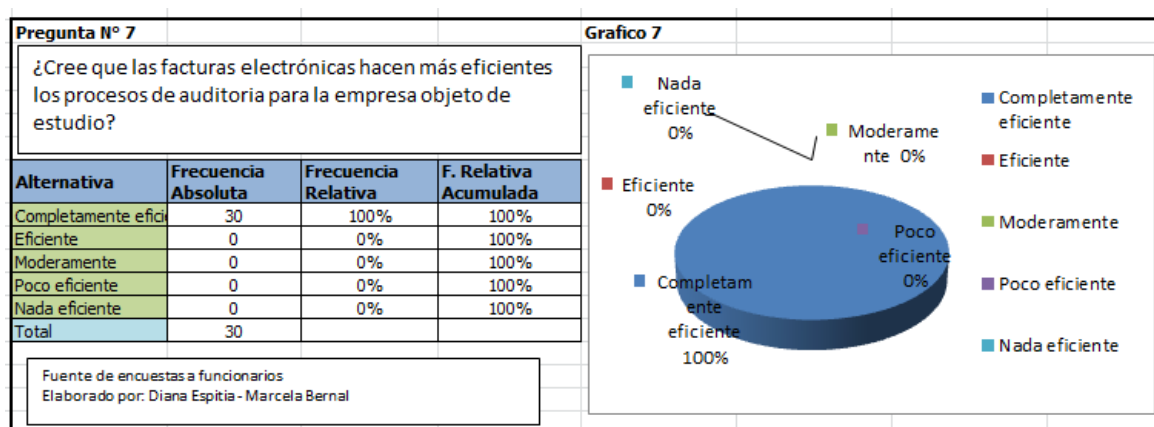 Pregunta N° 7
¿Cree que las facturas electrónicas hacen más eficientes
los procesos de auditoria para la empresa objeto de
estudio?
Alternativa Frecuencia Absoluta Frecuencia Relativa F. Relativa Acumulada
Completamente efici 30 100% 100%
Eficiente 0 0% 100%
Moderamente 0 0% 100%
Poco eficiente 0 0% 100%
Nada eficiente 0 0% 100%
Total 30
Fuente de encuestas a funcionarios
Elaborado por: Diana Espitia - Marcela Bernal
Grafico 7
Nada
eficiente
0%
Moderame
nte 0%
Eficiente
0%
Poco
eficiente
0%
Completam
ente
eficiente
100%
Completamente
eficiente
Eficiente
Moderamente
Poco eficiente
Nada eficiente